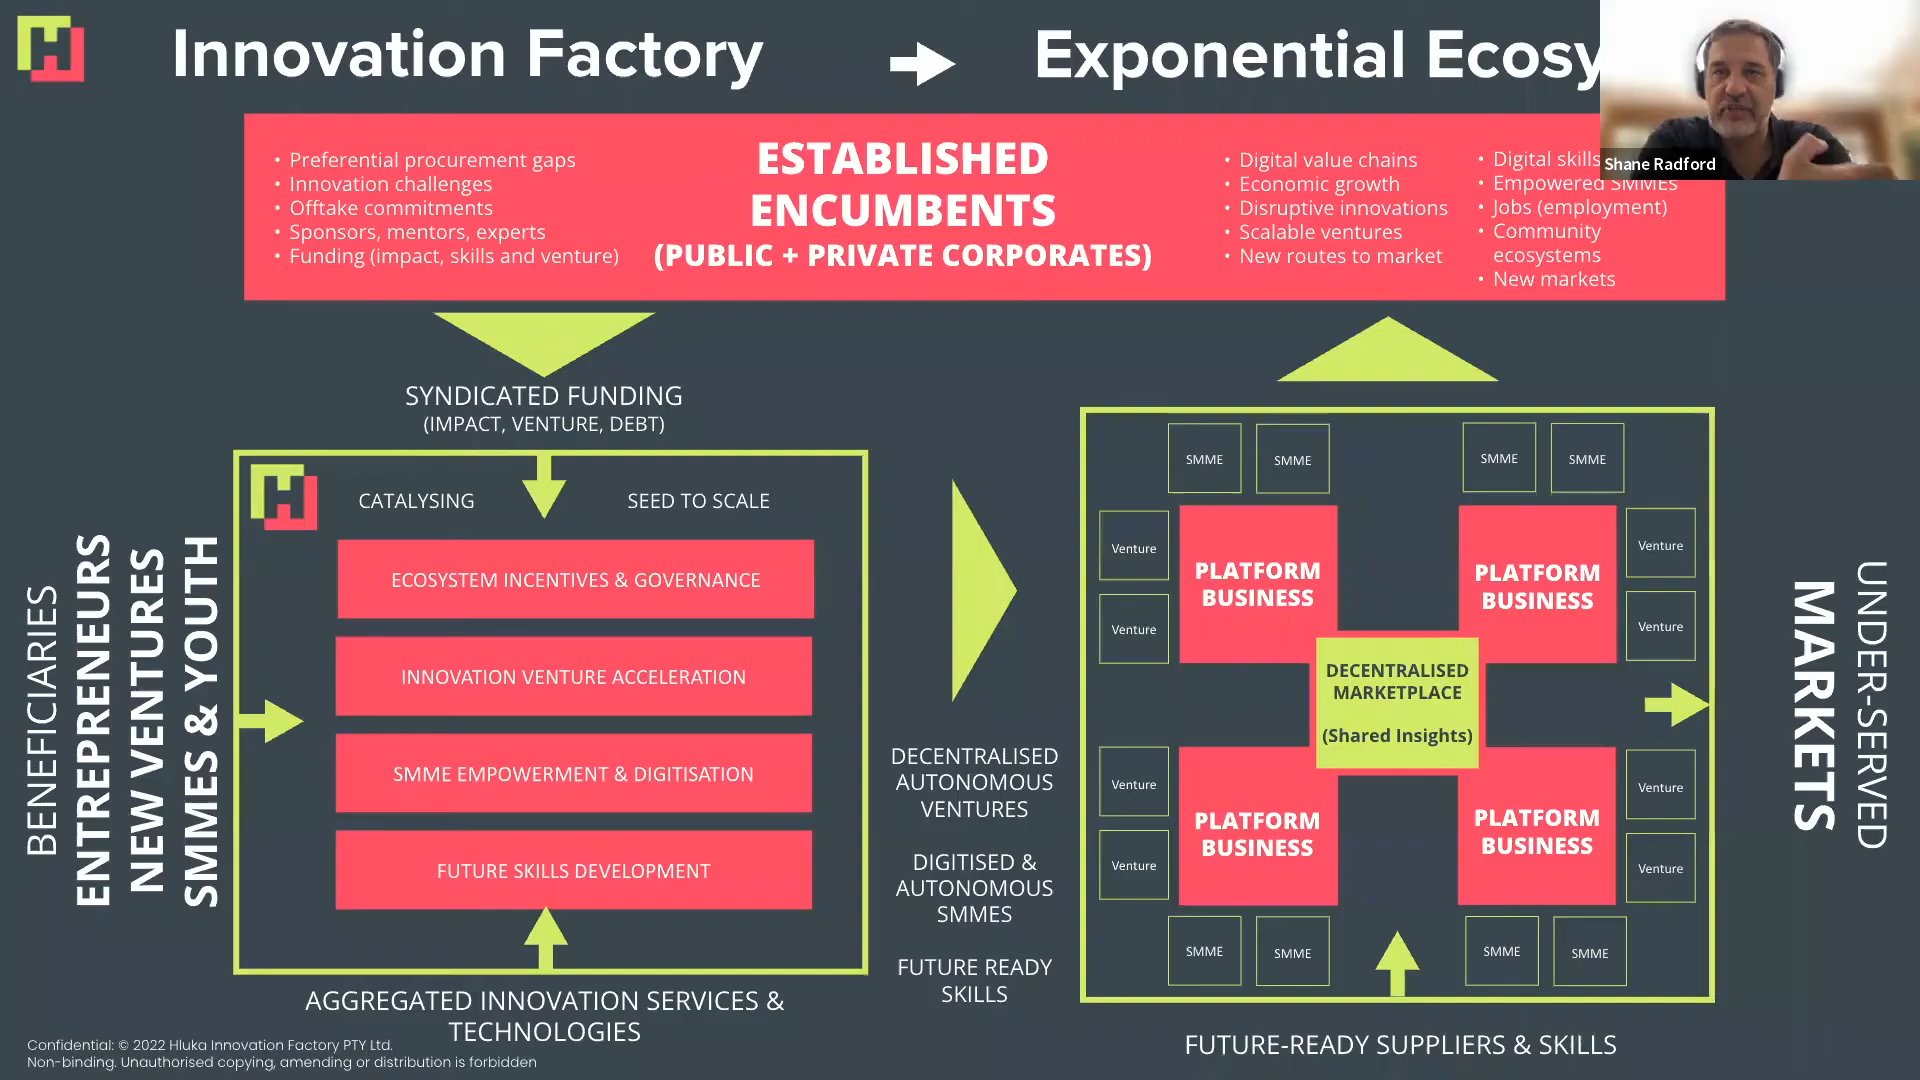 Innovation Factory
Exponential Ecosy
Shane Radford
• Preferential procurement gaps
• Innovation challenges
• Offtake commitments
• Sponsors, mentors, experts
• Funding (impact, skills and venture)
ESTABLISHED
ENCUMBENTS
(PUBLIC + PRIVATE CORPORATES)
• Digital value chains
• Economic growth
• Disruptive innovations
• Scalable ventures
• New routes to market
• Digital skills
• Empowered SMMEs
• Jobs (employment)
• Community
ecosystems
• New markets
SYNDICATED FUNDING
(IMPACT, VENTURE, DEBT)
BENEFICIARIES
ENTREPRENEURS
NEW VENTURES
SMMES & YOUTH
CATALYSING
SEED TO SCALE
ECOSYSTEM INCENTIVES & GOVERNANCE
INNOVATION VENTURE ACCELERATION
SMME EMPOWERMENT & DIGITISATION
FUTURE SKILLS DEVELOPMENT
AGGREGATED INNOVATION SERVICES &
TECHNOLOGIES
DECENTRALISED
AUTONOMOUS
VENTURES
DIGITISED &
AUTONOMOUS
SMMES
FUTURE READY
SKILLS
SMME
SMME
SMME
SMME
Venture
Venture
PLATFORM
BUSINESS
PLATFORM
BUSINESS
Venture
Venture
DECENTRALISED
MARKETPLACE
(Shared Insights)
Venture
Venture
PLATFORM
BUSINESS
PLATFORM
BUSINESS
Venture
Venture
SMME
SMME
SMME
SMME
FUTURE-READY SUPPLIERS & SKILLS
UNDER-SERVED
MARKETS
Confidential: © 2022 Hluka Innovation Factory PTY Ltd.
Non-binding. Unauthorised copying, amending or distribution is forbidden